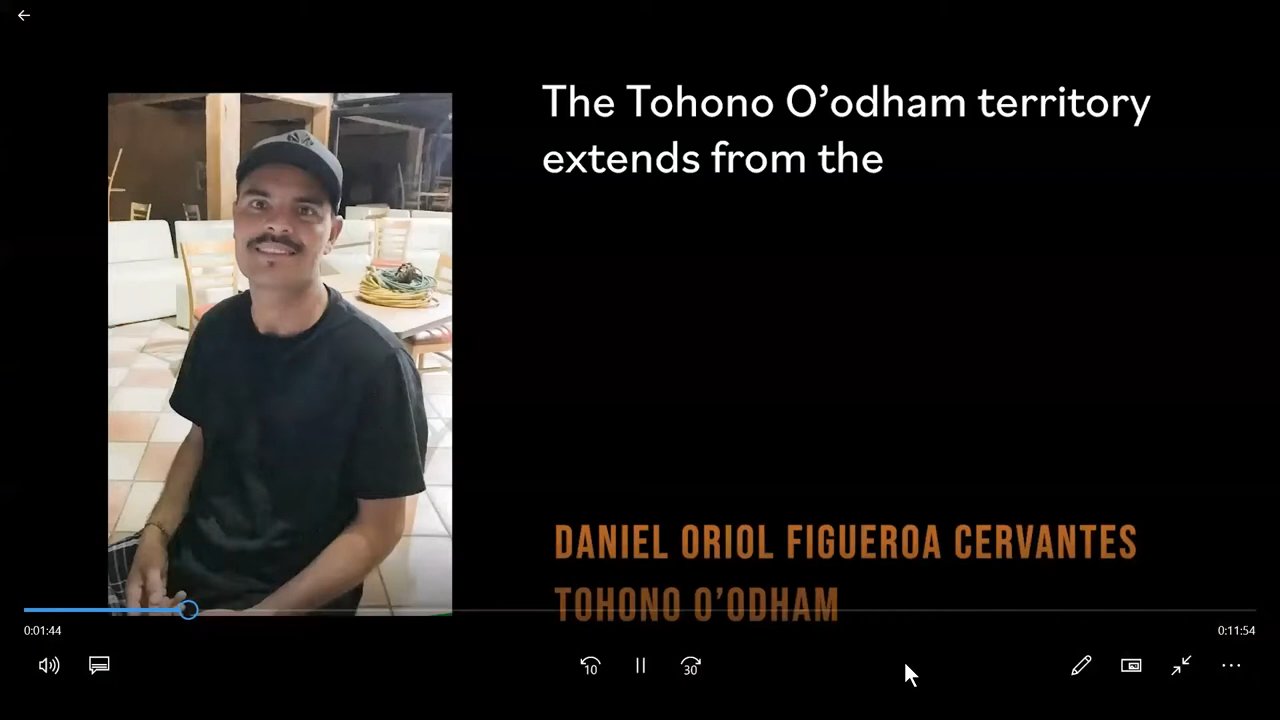 The Tohono O’odham territory
extends from the
DANIEL ORIOL FIGUEROA CERVANTES
TOHONO O’ODHAM
0:01:44
0:11:54
10
30